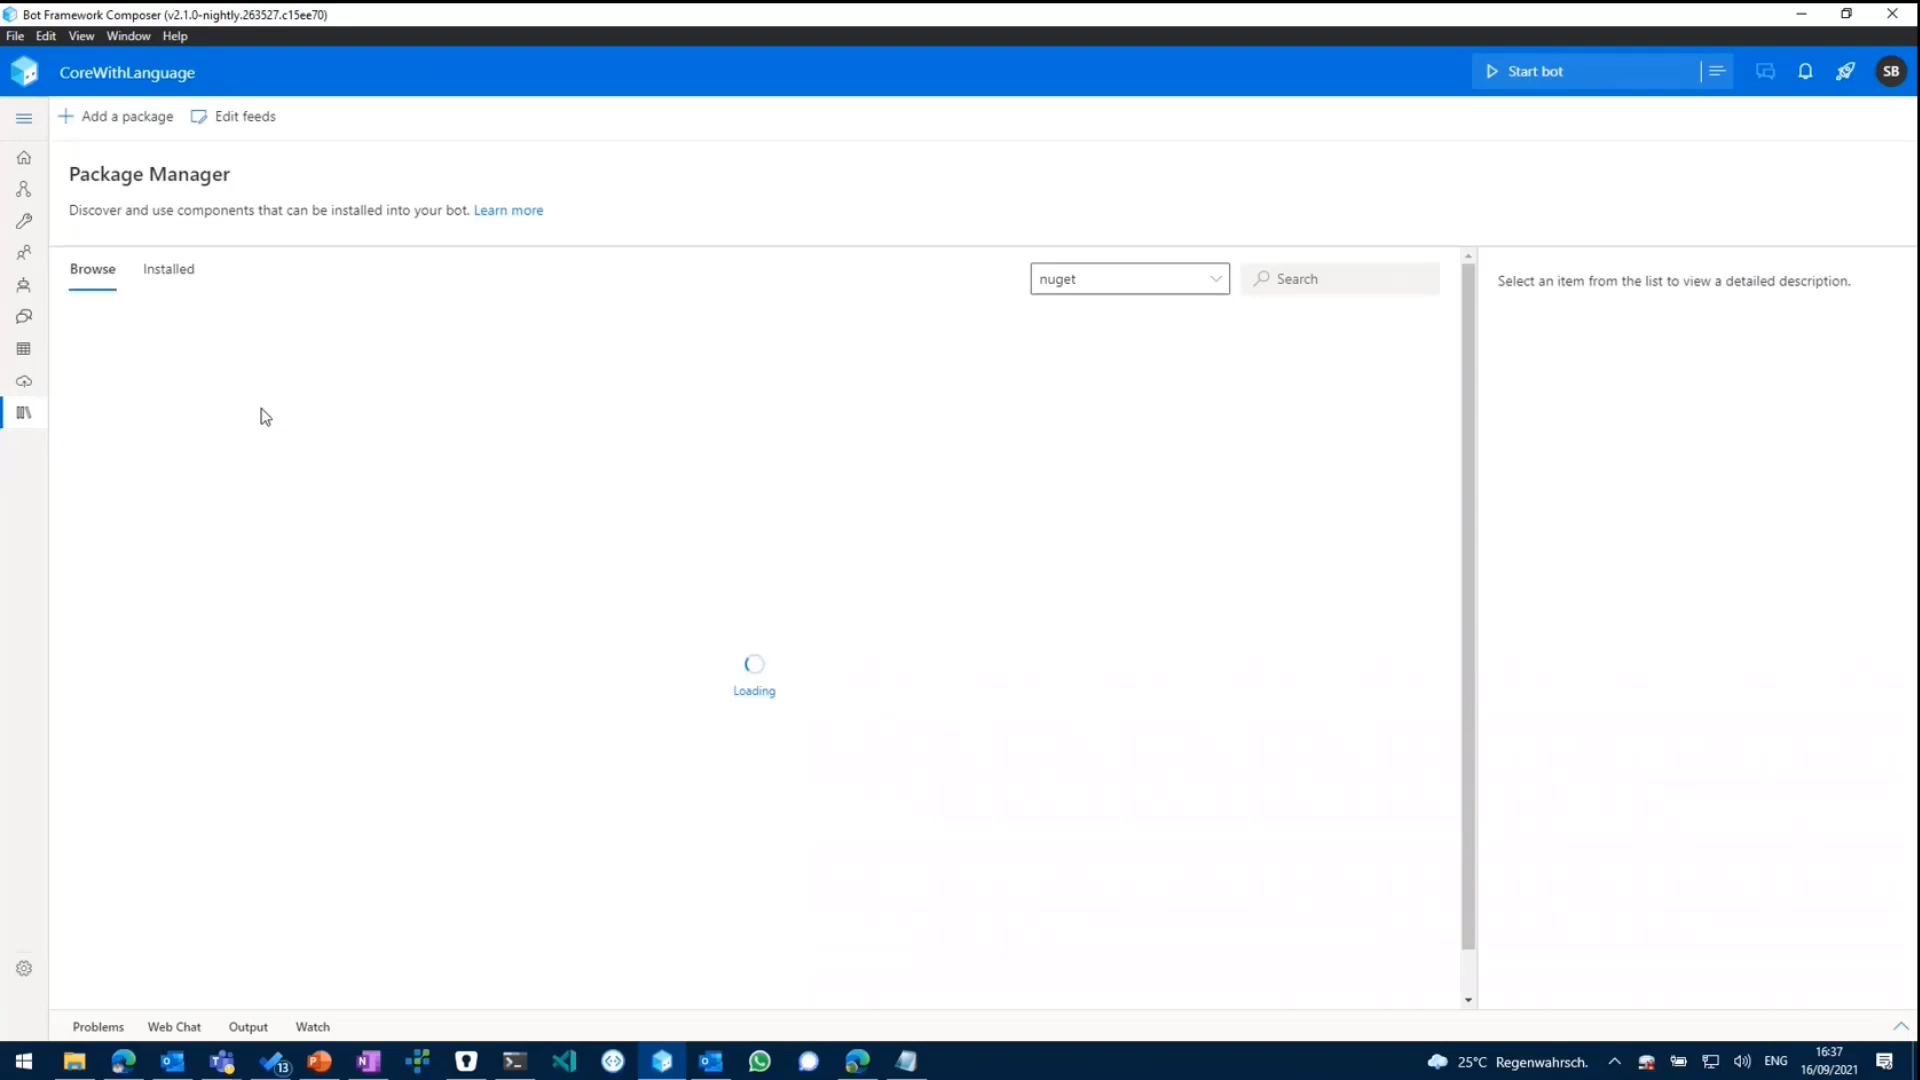 Bot Framework Composer (v2.1.0-nightly.263527.c15ee70)
File Edit View Window Help
CoreWithLanguage
Start bot
SB
Add a package
Edit feeds
Package Manager
Discover and use components that can be installed into your bot. Learn more
Browse
Installed
nuget
Search
Select an item from the list to view a detailed description.
Loading
Problems
Web Chat
Output
Watch
13
25°C Regenwahrsch.
ENG
16:37
16/09/2021